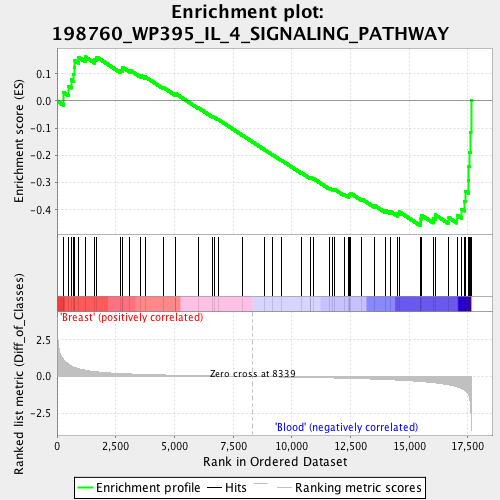 Enrichment plot:
198760_WP395_IL_4_SIGNALING_PATHWAY
Enrichment score (ES)
0.1
0.0
-0.1
-0.2
-0.3
-0.4
'Breast' (positively correlated)
Ranked list metric (Diff_of_Classes)
2.5
0.0
-2.5
Zero cross at 8339
'Blood' (negatively correlated)
0
2,500
5,000
7,500
10,000
12,500
15,000
17,500
Rank in Ordered Dataset
Enrichment profile
Hits
Ranking metric scores